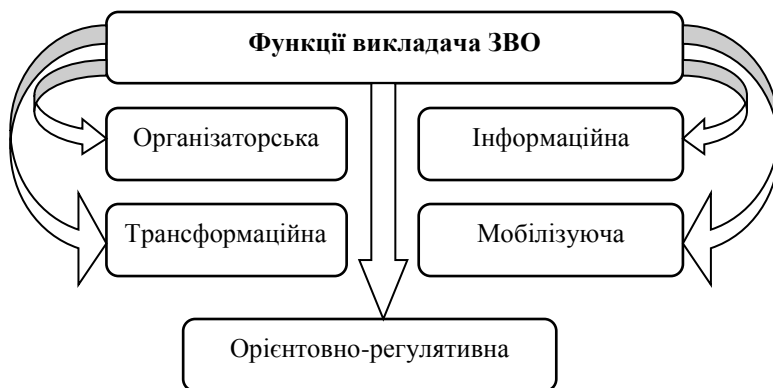 Функції викладача ЗВО
Організаторська
Інформаційна
Трансформаційна
Мобілізуюча
Орієнтовно-регулятивна